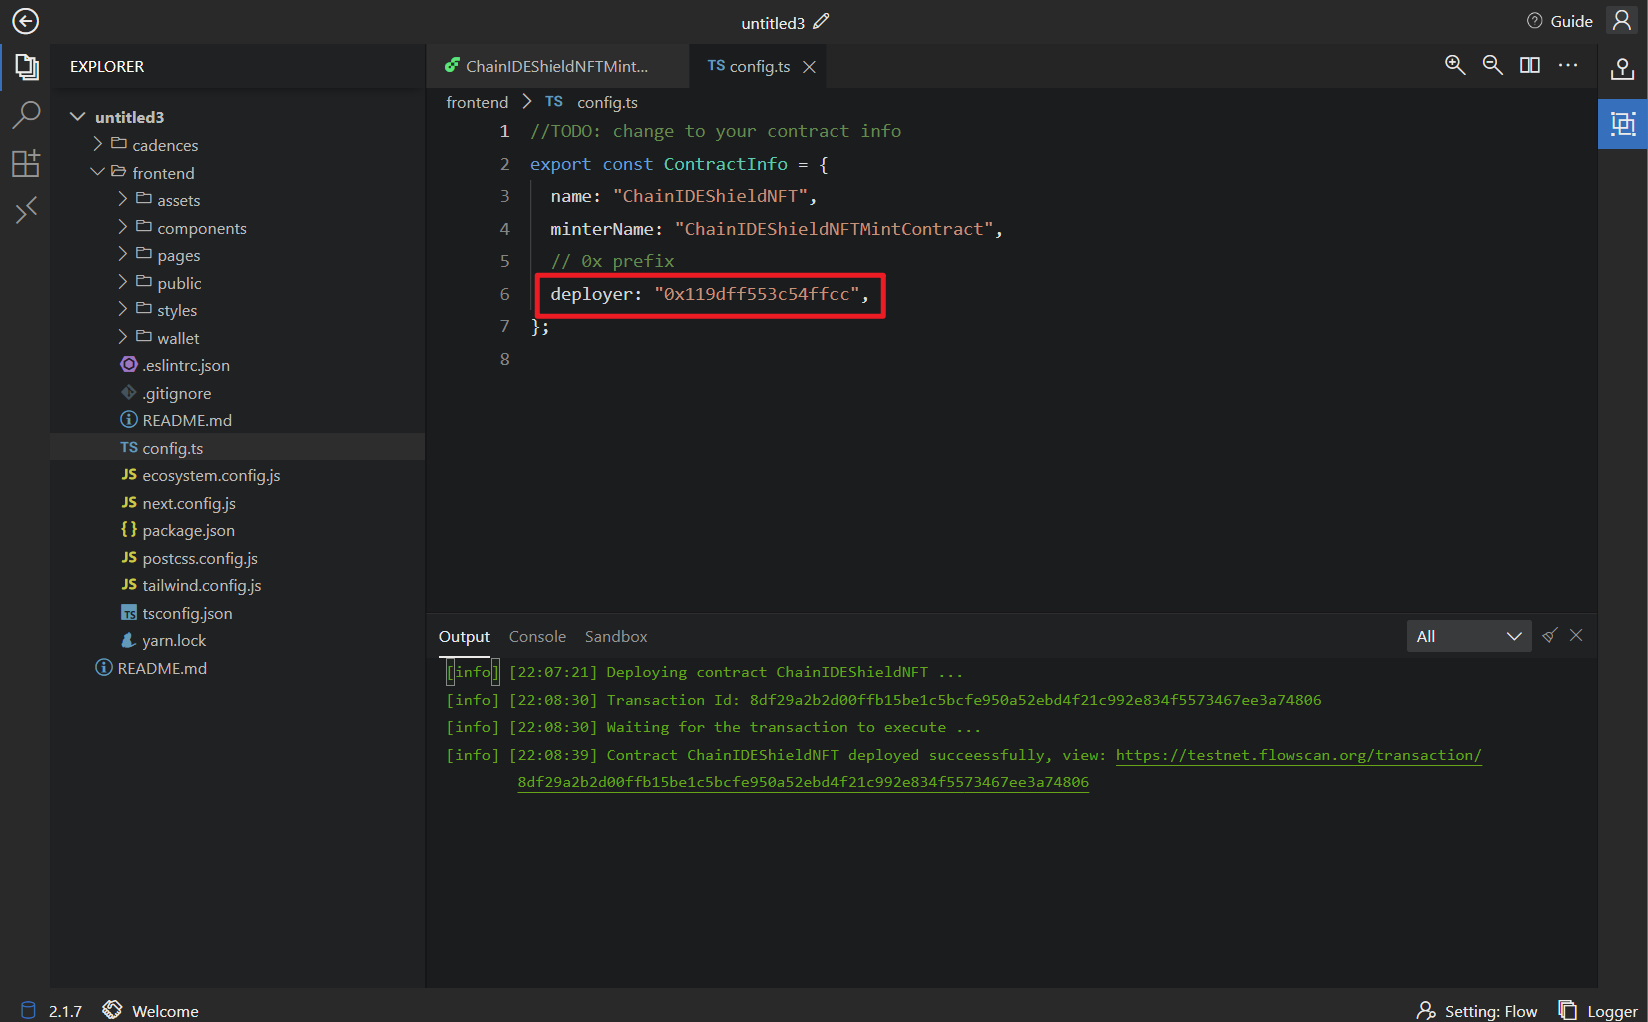 untitled3
Guide
EXPLORER
ChainIDEShieldNFTMint...
TS config.ts
frontend > TS config.ts
untitled3
cadences
frontend
assets
components
pages
public
styles
wallet
.eslintrc.json
.gitignore
README.md
TS config.ts
JS ecosystem.config.js
JS next.config.js
{} package.json
JS postcss.config.js
JS tailwind.config.js
TS tsconfig.json
yarn.lock
README.md
1 //TODO: change to your contract info
2 export const ContractInfo = {
3 name: "ChainIDEShieldNFT",
4 minterName: "ChainIDEShieldNFTMintContract",
5 // 0x prefix
6 deployer: "0x119dff553c54ffcc",
7 };
8
Output Console Sandbox
All
[info] [22:07:21] Deploying contract ChainIDEShieldNFT ...
[info] [22:08:30] Transaction Id: 8df29a2b2d00ffb15be1c5bcfe950a52ebd4f21c992e834f5573467ee3a74806
[info] [22:08:30] Waiting for the transaction to execute ...
[info] [22:08:39] Contract ChainIDEShieldNFT deployed succeessfully, view: https://testnet.flowscan.org/transaction/
8df29a2b2d00ffb15be1c5bcfe950a52ebd4f21c992e834f5573467ee3a74806
2.1.7 Welcome
Setting: Flow Logger